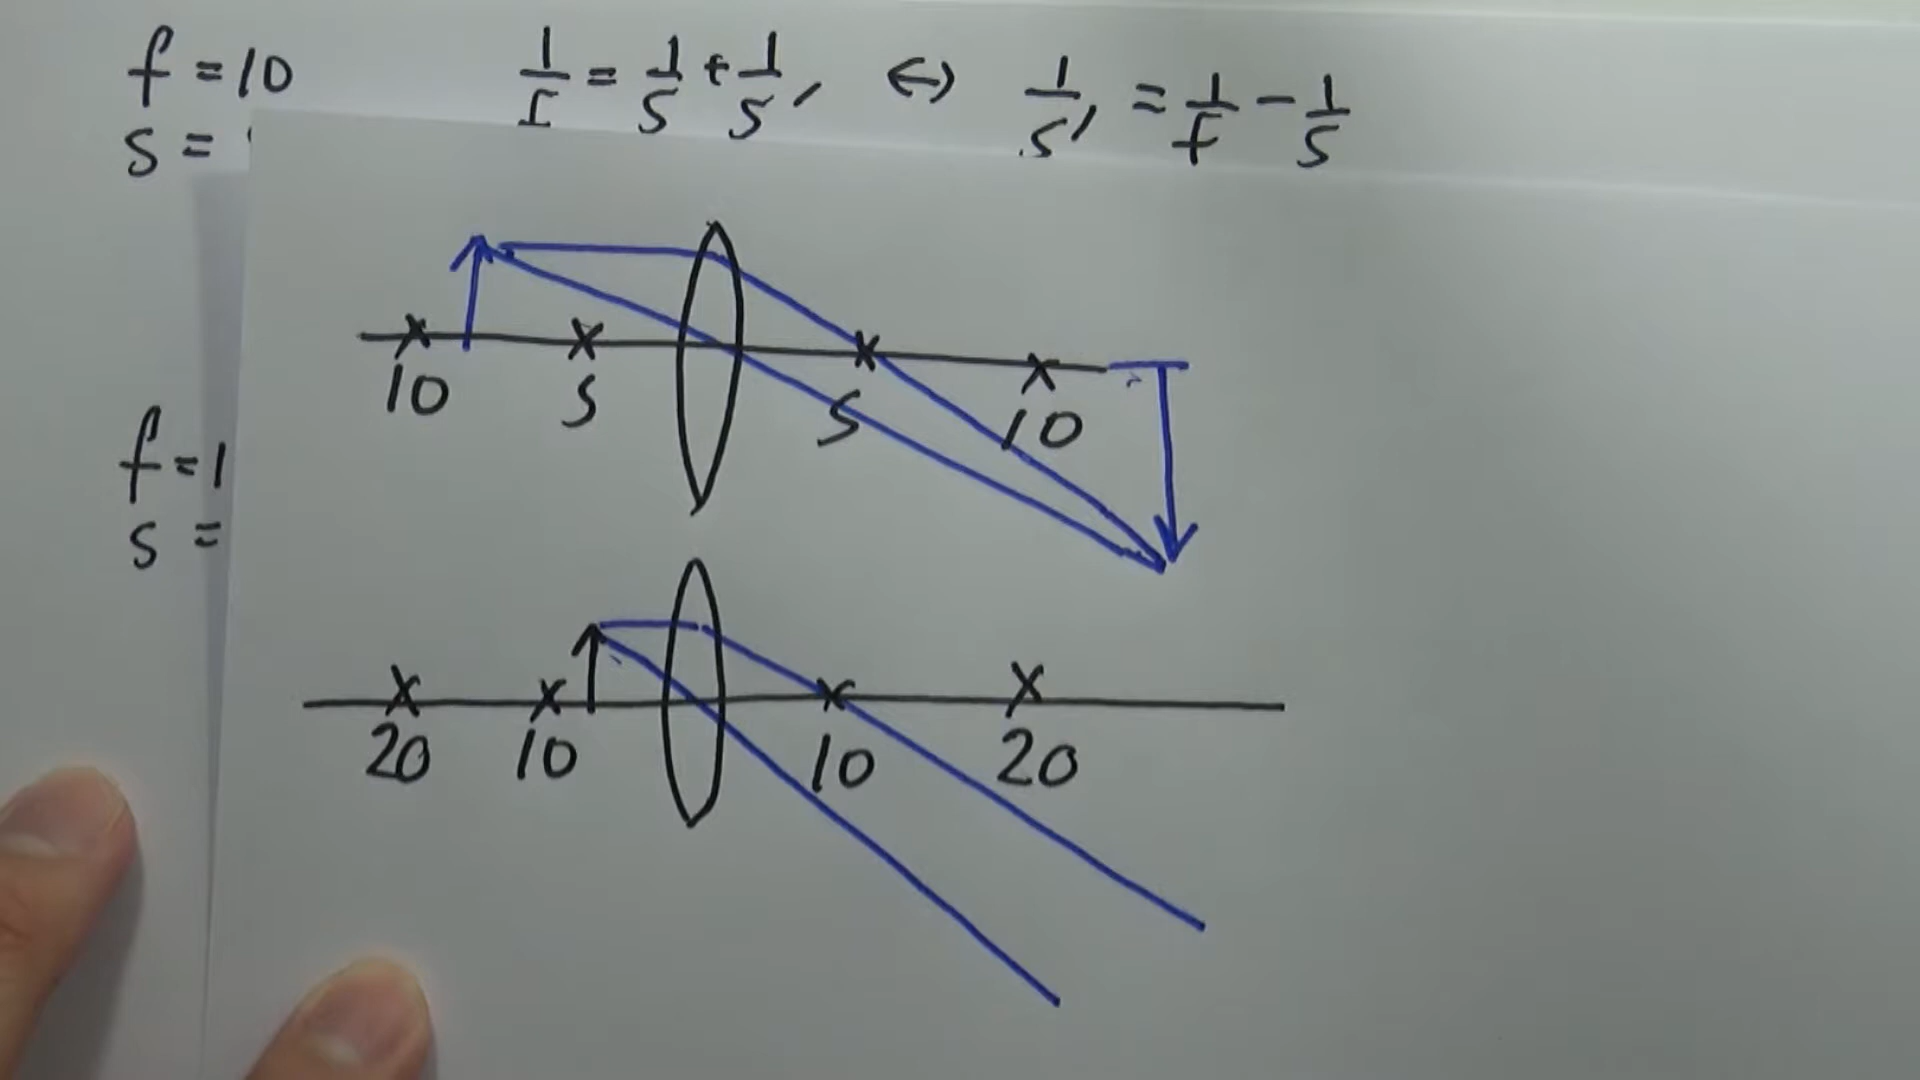 f = 10
1/f = 1/s + 1/s' ↔ 1/s' = 1/f - 1/s
s =
10 5 5 10
f = 1
s =
20 10 10 20